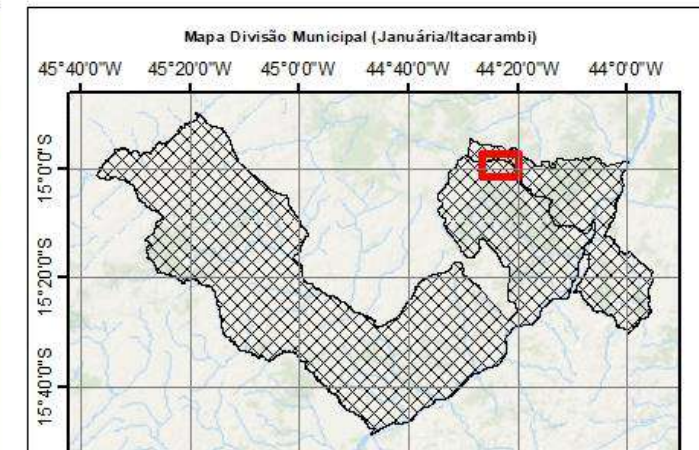 Mapa Divisão Municipal (Januária/Itacarambi)
45°40'0"W 45°20'0"W 45°0'0"W 44°40'0"W 44°20'0"W 44°0'0"W
15°0'0"S
15°20'0"S
15°40'0"S